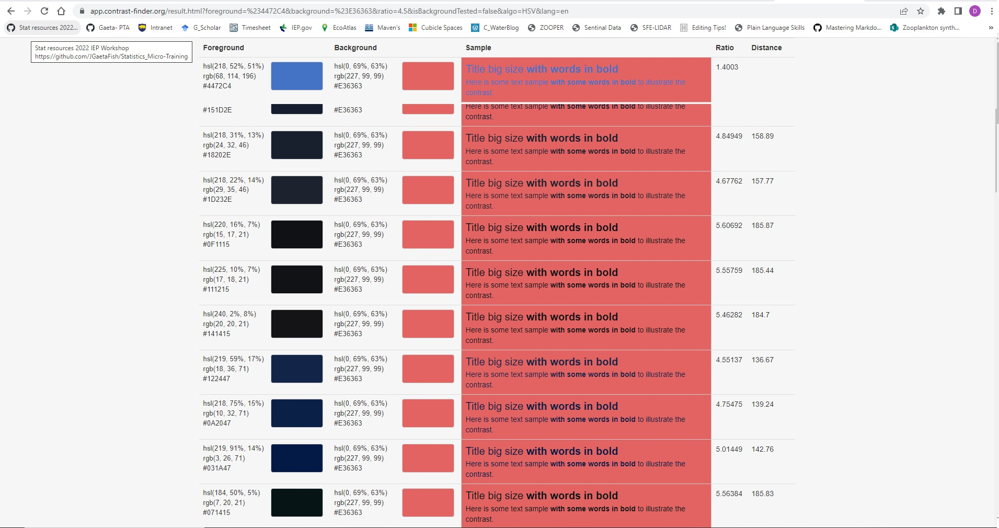 app.contrast-finder.org/result.html?foreground=%234472C4&background=%23E36363&ratio=4.5&isBackgroundTested=false&algo=HSV&lang=en
D
Stat resources 2022... Gaeta- PTA Intranet G_Scholar Timesheet IEP.gov EcoAtlas Maven's Cubicle Spaces C_WaterBlog ZOOPER Sentinal Data SFE-LIDAR Editing Tips! Plain Language Skills Mastering Markdo... Zooplankton synth... »
Stat resources 2022 IEP Workshop
https://github.com/JGaetaFish/Statistics_Micro-Training
Foreground Background Sample Ratio Distance
hsl(218, 52%, 51%) hsl(0, 69%, 63%) Title big size with words in bold 1.4003
rgb(68, 114, 196) rgb(227, 99, 99) Here is some text sample with some words in bold to illustrate the
#4472C4 #E36363 contrast.
Here is some text sample with some words in bold to illustrate the
#151D2E #E36363 contrast.
hsl(218, 31%, 13%) hsl(0, 69%, 63%) Title big size with words in bold 4.84949 158.89
rgb(24, 32, 46) rgb(227, 99, 99) Here is some text sample with some words in bold to illustrate the
#18202E #E36363 contrast.
hsl(218, 22%, 14%) hsl(0, 69%, 63%) Title big size with words in bold 4.67762 157.77
rgb(29, 35, 46) rgb(227, 99, 99) Here is some text sample with some words in bold to illustrate the
#1D232E #E36363 contrast.
hsl(220, 16%, 7%) hsl(0, 69%, 63%) Title big size with words in bold 5.60692 185.87
rgb(15, 17, 21) rgb(227, 99, 99) Here is some text sample with some words in bold to illustrate the
#0F1115 #E36363 contrast.
hsl(225, 10%, 7%) hsl(0, 69%, 63%) Title big size with words in bold 5.55759 185.44
rgb(17, 18, 21) rgb(227, 99, 99) Here is some text sample with some words in bold to illustrate the
#111215 #E36363 contrast.
hsl(240, 2%, 8%) hsl(0, 69%, 63%) Title big size with words in bold 5.46282 184.7
rgb(20, 20, 21) rgb(227, 99, 99) Here is some text sample with some words in bold to illustrate the
#141415 #E36363 contrast.
hsl(219, 59%, 17%) hsl(0, 69%, 63%) Title big size with words in bold 4.55137 136.67
rgb(18, 36, 71) rgb(227, 99, 99) Here is some text sample with some words in bold to illustrate the
#122447 #E36363 contrast.
hsl(218, 75%, 15%) hsl(0, 69%, 63%) Title big size with words in bold 4.75475 139.24
rgb(10, 32, 71) rgb(227, 99, 99) Here is some text sample with some words in bold to illustrate the
#0A2047 #E36363 contrast.
hsl(219, 91%, 14%) hsl(0, 69%, 63%) Title big size with words in bold 5.01449 142.76
rgb(3, 26, 71) rgb(227, 99, 99) Here is some text sample with some words in bold to illustrate the
#031A47 #E36363 contrast.
hsl(184, 50%, 5%) hsl(0, 69%, 63%) Title big size with words in bold 5.56384 185.83
rgb(7, 20, 21) rgb(227, 99, 99) Here is some text sample with some words in bold to illustrate the
#071415 #E36363 contrast.